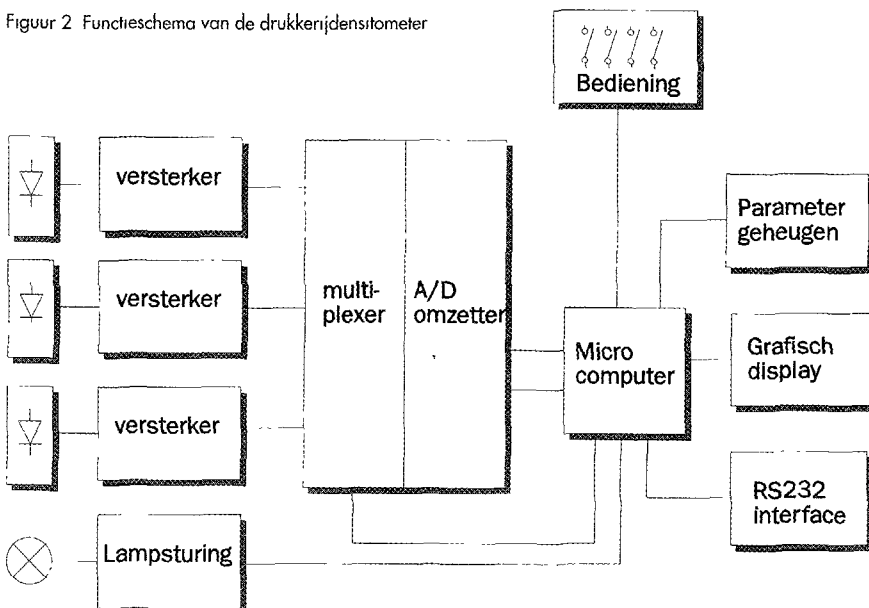 Figuur 2 Functieschema van de drukkerijdensitometer
Bediening
versterker
versterker
versterker
multi-
plexer
A/D
omzetter
Micro
computer
Parameter
geheugen
Grafisch
display
RS232
interface
Lampsturing